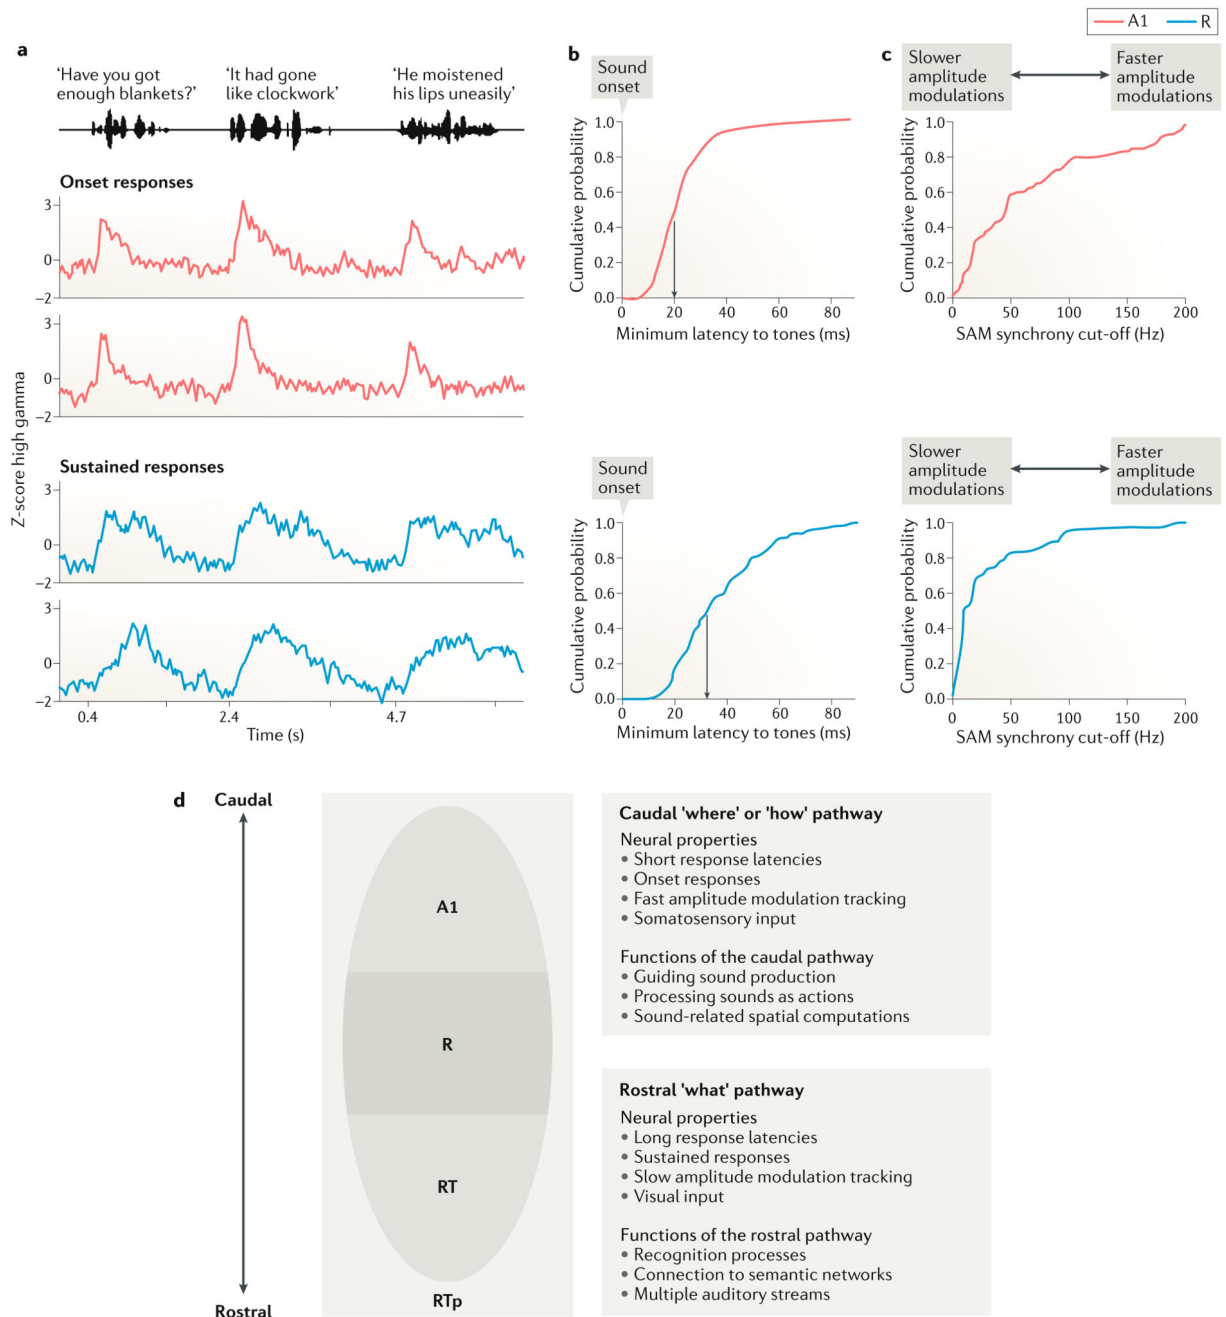 A1 R
a
'Have you got
enough blankets?'
'It had gone
like clockwork'
'He moistened
his lips uneasily'
Onset responses
3
0
−2
3
0
−2
Z-score high gamma
Sustained responses
3
0
−2
3
0
−2
0.4 2.4 4.7
Time (s)
b
Sound
onset
Cumulative probability
1.0
0.8
0.6
0.4
0.2
0.0
0 20 40 60 80
Minimum latency to tones (ms)
Sound
onset
Cumulative probability
1.0
0.8
0.6
0.4
0.2
0.0
0 20 40 60 80
Minimum latency to tones (ms)
c
Slower
amplitude
modulations
Faster
amplitude
modulations
Cumulative probability
1.0
0.8
0.6
0.4
0.2
0.0
0 50 100 150 200
SAM synchrony cut-off (Hz)
Slower
amplitude
modulations
Faster
amplitude
modulations
Cumulative probability
1.0
0.8
0.6
0.4
0.2
0.0
0 50 100 150 200
SAM synchrony cut-off (Hz)
d
Caudal
Rostral
A1
R
RT
RTp
Caudal 'where' or 'how' pathway
Neural properties
• Short response latencies
• Onset responses
• Fast amplitude modulation tracking
• Somatosensory input
Functions of the caudal pathway
• Guiding sound production
• Processing sounds as actions
• Sound-related spatial computations
Rostral 'what' pathway
Neural properties
• Long response latencies
• Sustained responses
• Slow amplitude modulation tracking
• Visual input
Functions of the rostral pathway
• Recognition processes
• Connection to semantic networks
• Multiple auditory streams